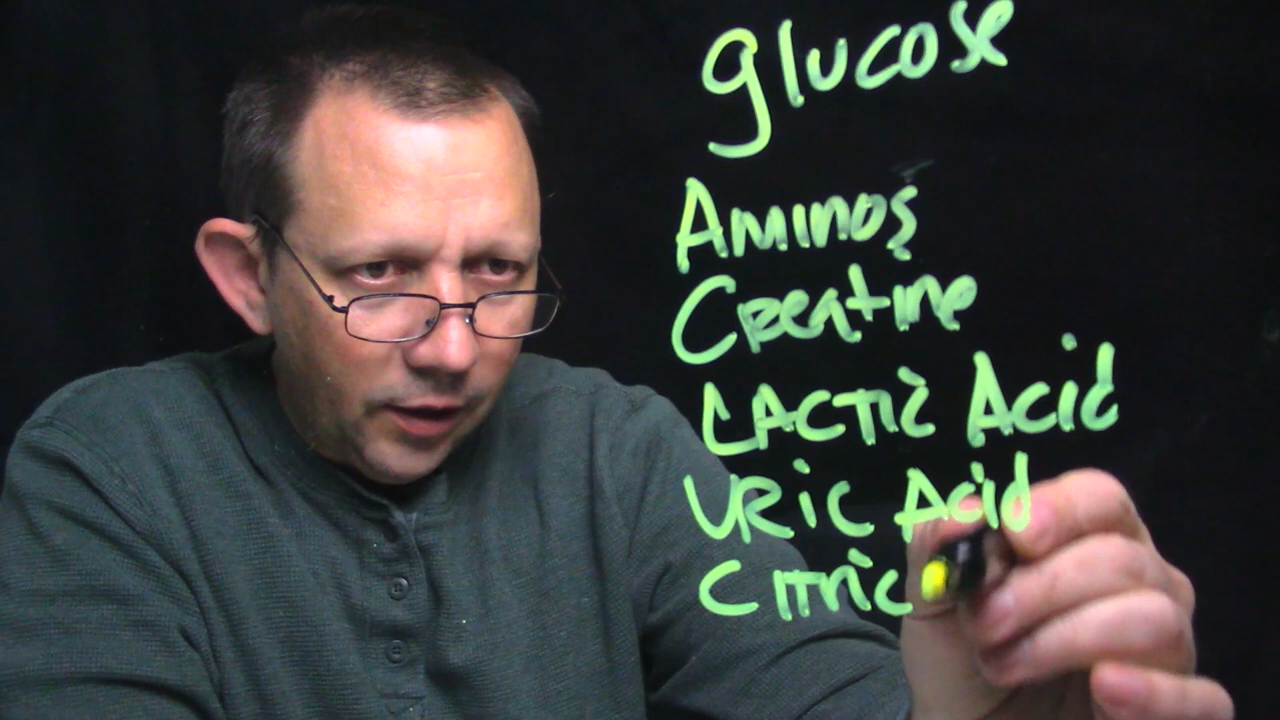 glucose
Aminos
Creatine
LACTIC Acid
URic Acid
CITRic